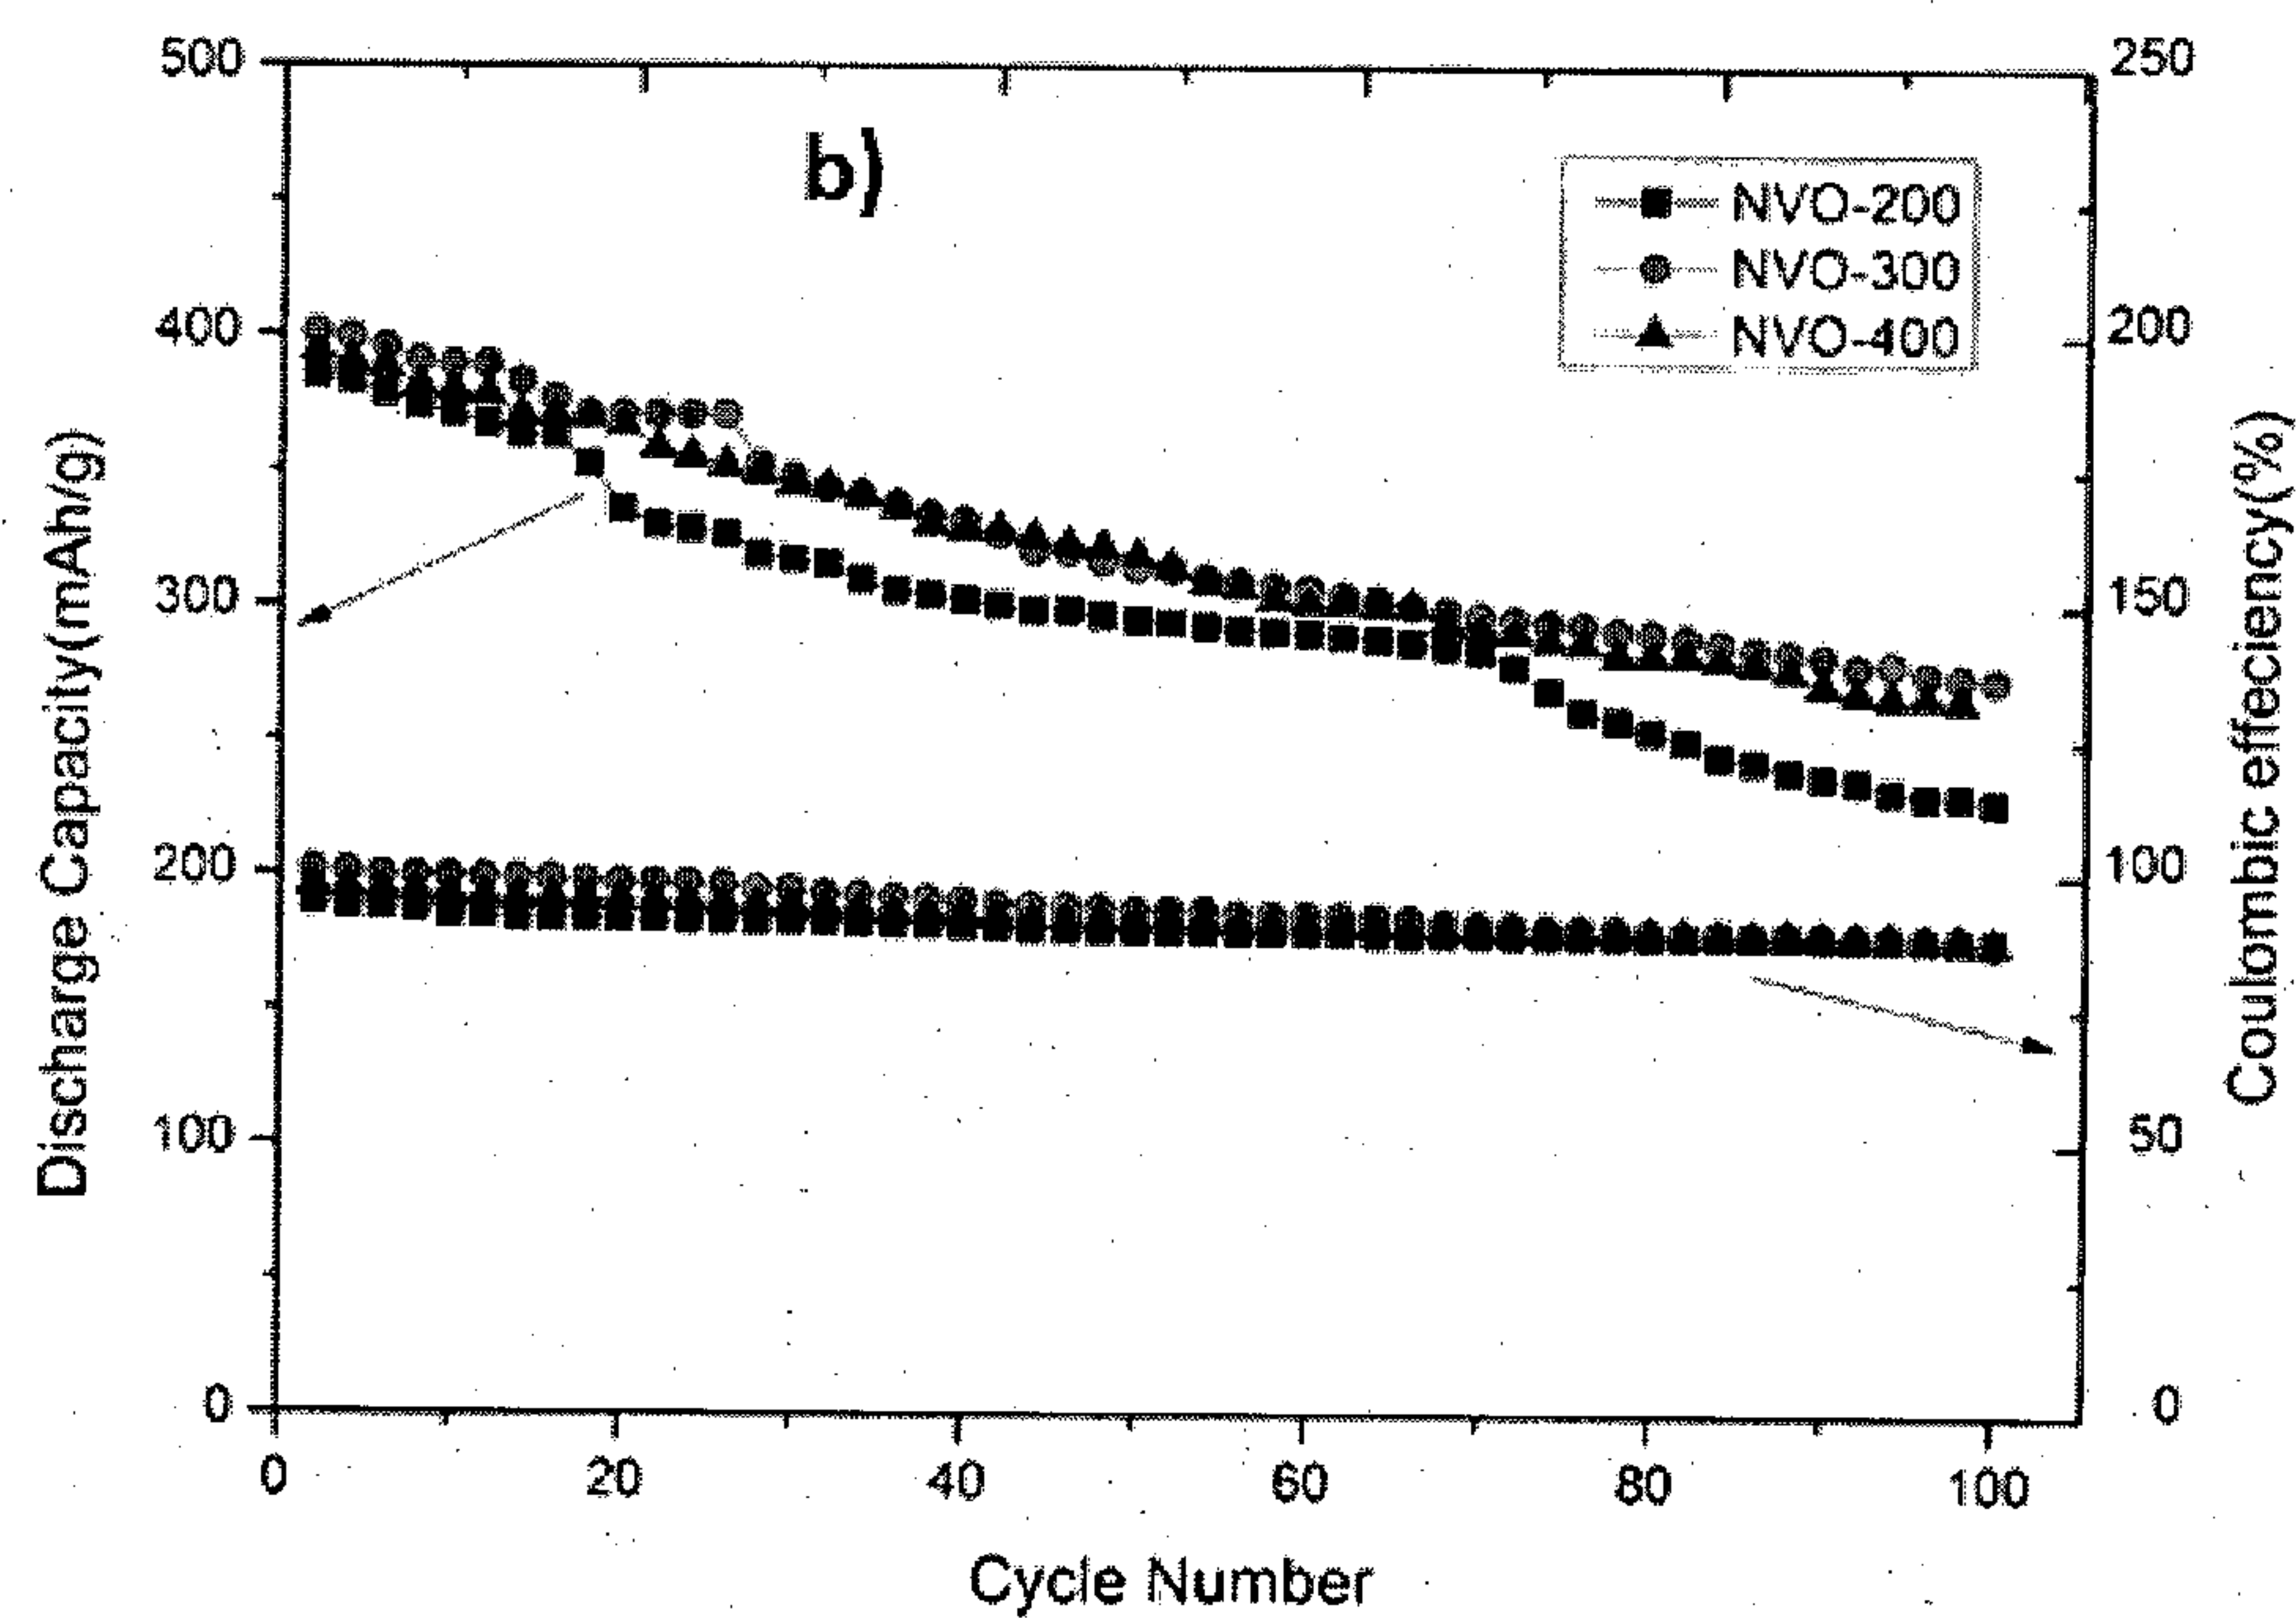 b)
NVO-200
NVO-300
NVO-400
500
400
300
200
100
0
Discharge Capacity(mAh/g)
250
200
150
100
50
0
Coulombic effeciency(%)
0
20
40
60
80
100
Cycle Number